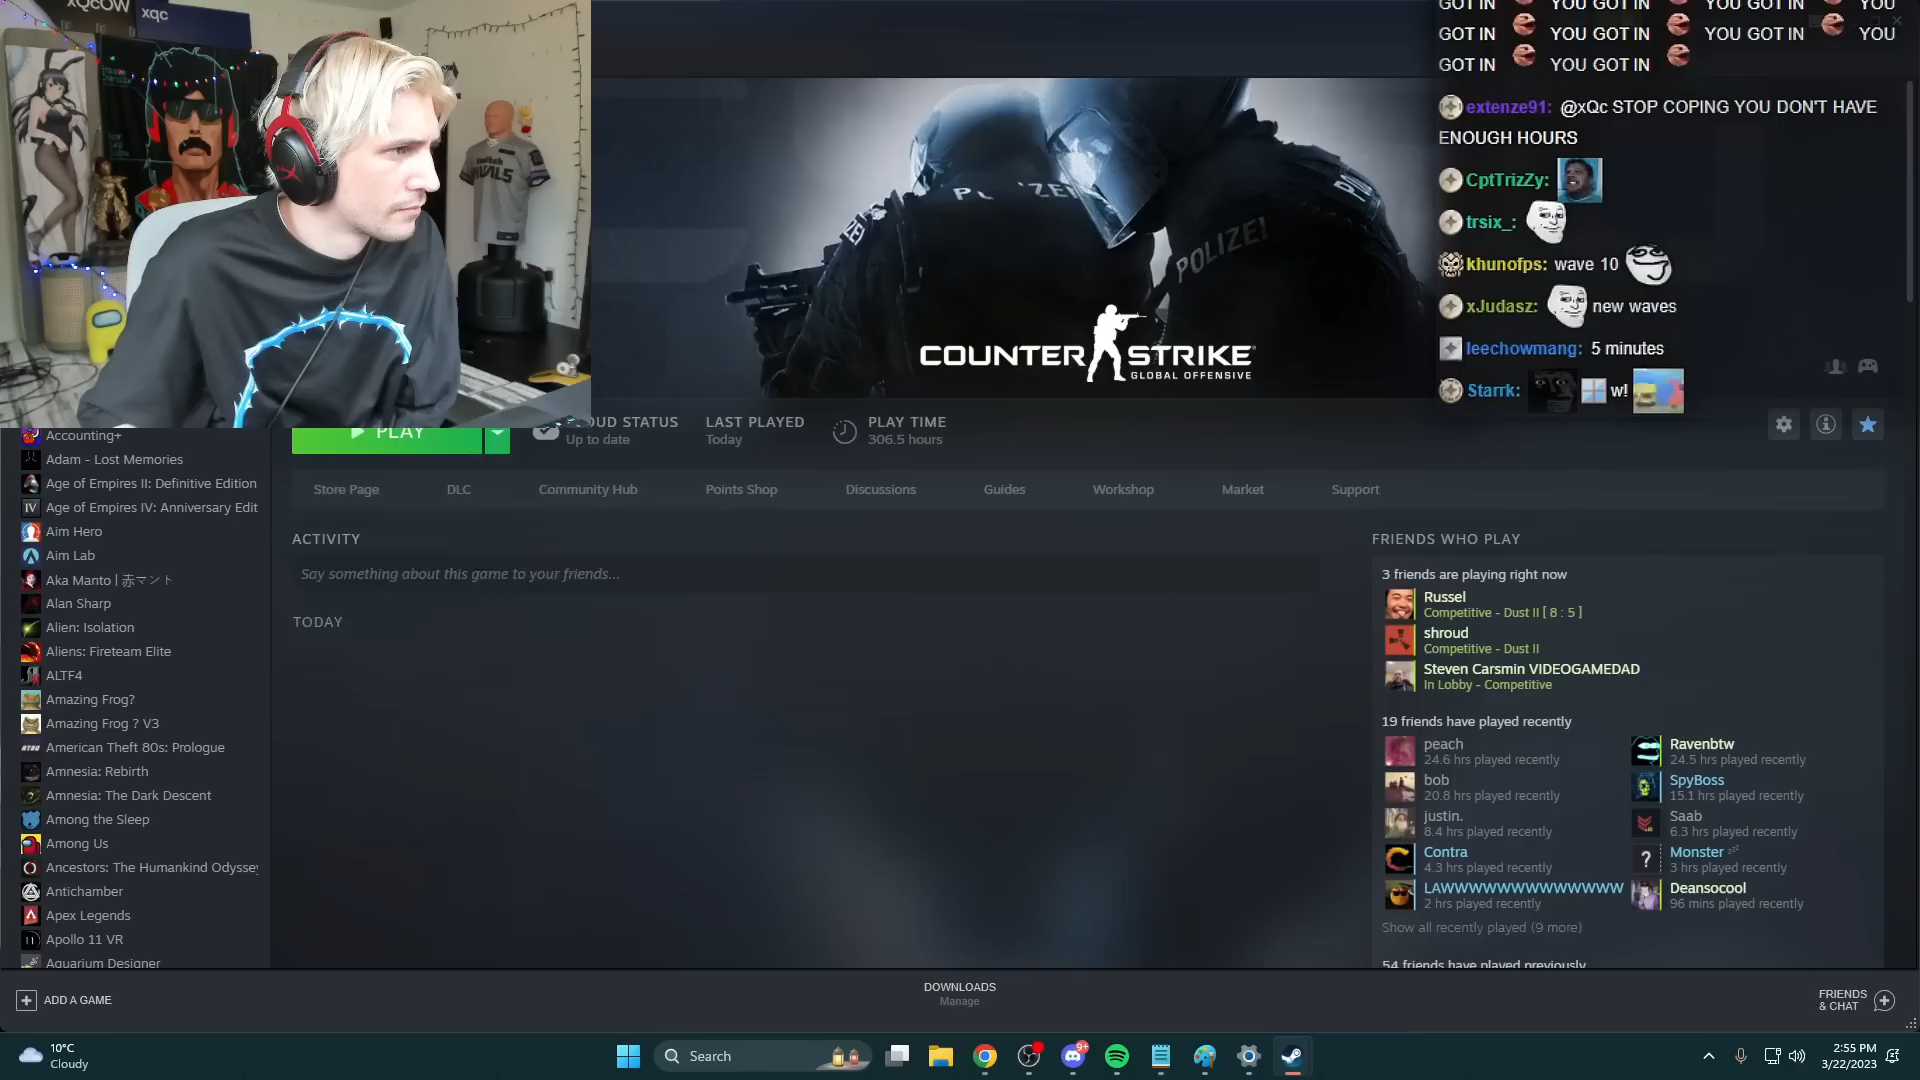 xQcOW
xqc
GOT IN YOU GOT IN YOU GOT IN YOU
GOT IN YOU GOT IN YOU GOT IN YOU
GOT IN YOU GOT IN
extenze91: @xQc STOP COPING YOU DON'T HAVE
ENOUGH HOURS
CptTrizZy:
trsix_:
khunofps: wave 10
xJudasz: new waves
leechowmang: 5 minutes
Starrk: w!
POLIZEI
COUNTER STRIKE
GLOBAL OFFENSIVE
PLAY
OUD STATUS
Up to date
LAST PLAYED
Today
PLAY TIME
306.5 hours
Store Page DLC Community Hub Points Shop Discussions Guides Workshop Market Support
ACTIVITY
Say something about this game to your friends...
TODAY
Accounting+
Adam - Lost Memories
Age of Empires II: Definitive Edition
Age of Empires IV: Anniversary Edit
Aim Hero
Aim Lab
Aka Manto | 赤マント
Alan Sharp
Alien: Isolation
Aliens: Fireteam Elite
ALTF4
Amazing Frog?
Amazing Frog ? V3
American Theft 80s: Prologue
Amnesia: Rebirth
Amnesia: The Dark Descent
Among the Sleep
Among Us
Ancestors: The Humankind Odyssey
Antichamber
Apex Legends
Apollo 11 VR
Aquarium Designer
FRIENDS WHO PLAY
3 friends are playing right now
Russel
Competitive - Dust II [ 8 : 5 ]
shroud
Competitive - Dust II
Steven Carsmin VIDEOGAMEDAD
In Lobby - Competitive
19 friends have played recently
peach
24.6 hrs played recently
Ravenbtw
24.5 hrs played recently
bob
20.8 hrs played recently
SpyBoss
15.1 hrs played recently
justin.
8.4 hrs played recently
Saab
6.3 hrs played recently
Contra
4.3 hrs played recently
Monster zzz
3 hrs played recently
LAWWWWWWWWWWWWW
2 hrs played recently
Deansocool
96 mins played recently
Show all recently played (9 more)
54 friends have played previously
ADD A GAME
DOWNLOADS
Manage
FRIENDS
& CHAT
10°C
Cloudy
Search
9+
2:55 PM
3/22/2023